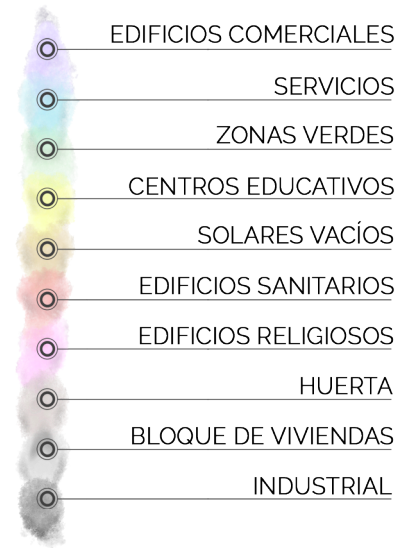 EDIFICIOS COMERCIALES
SERVICIOS
ZONAS VERDES
CENTROS EDUCATIVOS
SOLARES VACÍOS
EDIFICIOS SANITARIOS
EDIFICIOS RELIGIOSOS
HUERTA
BLOQUE DE VIVIENDAS
INDUSTRIAL